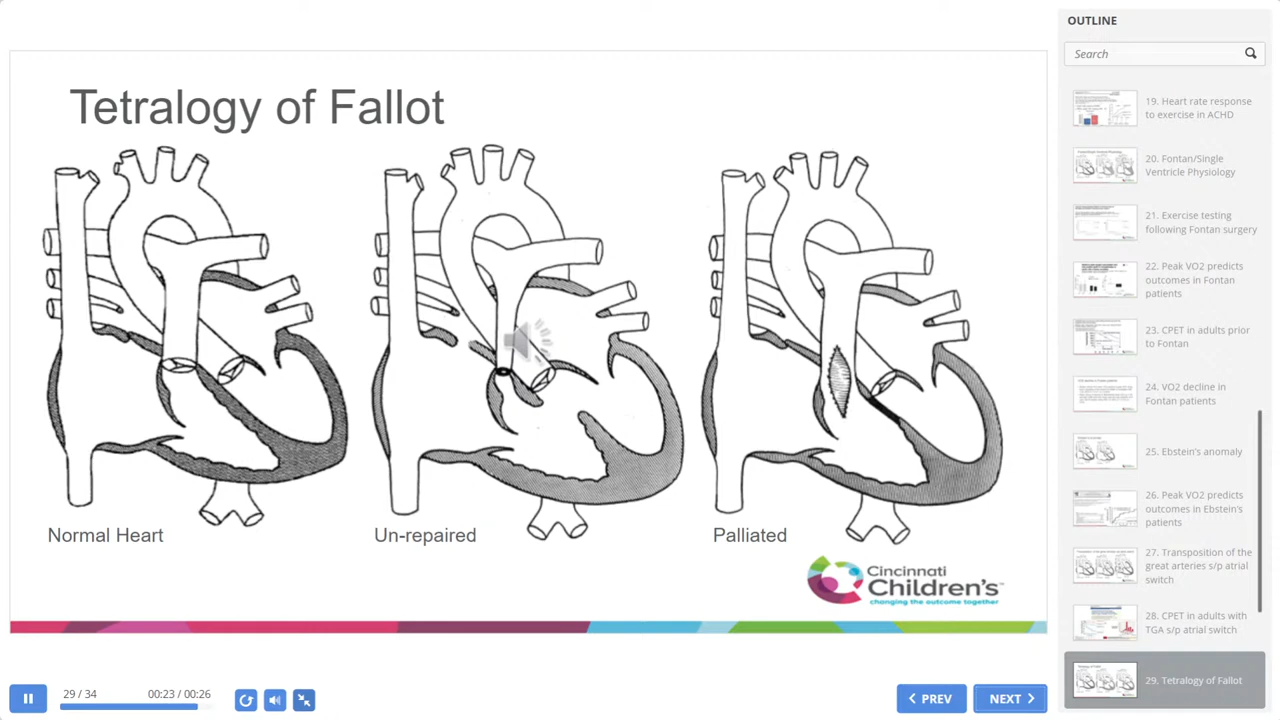 Tetralogy of Fallot
Normal Heart
Un-repaired
Palliated
Cincinnati
Children's
changing the outcome together
29 / 34
00:23 / 00:26
PREV
NEXT
OUTLINE
Search
19. Heart rate response
to exercise in ACHD
20. Fontan/Single
Ventricle Physiology
21. Exercise testing
following Fontan surgery
22. Peak VO2 predicts
outcomes in Fontan
patients
23. CPET in adults prior
to Fontan
24. VO2 decline in
Fontan patients
25. Ebstein's anomaly
26. Peak VO2 predicts
outcomes in Ebstein's
patients
27. Transposition of the
great arteries s/p atrial
switch
28. CPET in adults with
TGA s/p atrial switch
29. Tetralogy of Fallot